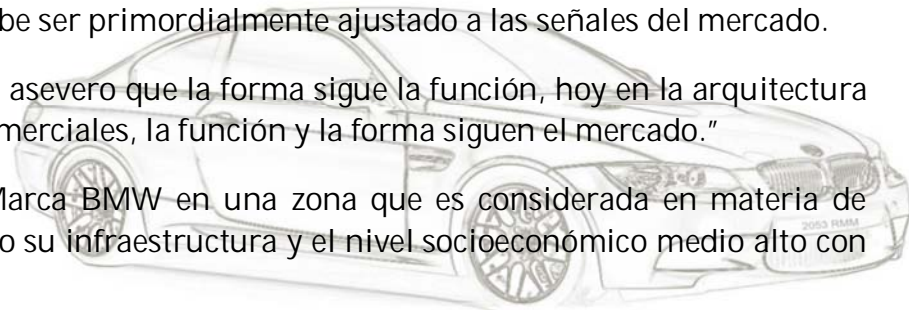 be ser primordialmente ajustado a las señales del mercado.
asevero que la forma sigue la función, hoy en la arquitectura
merciales, la función y la forma siguen el mercado.”
Marca BMW en una zona que es considerada en materia de
2053 RMM
o su infraestructura y el nivel socioeconómico medio alto con